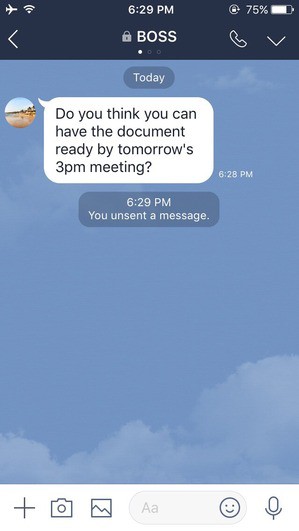 6:29 PM
75%
BOSS
Today
Do you think you can
have the document
ready by tomorrow's
3pm meeting?
6:28 PM
6:29 PM
You unsent a message.
Aa